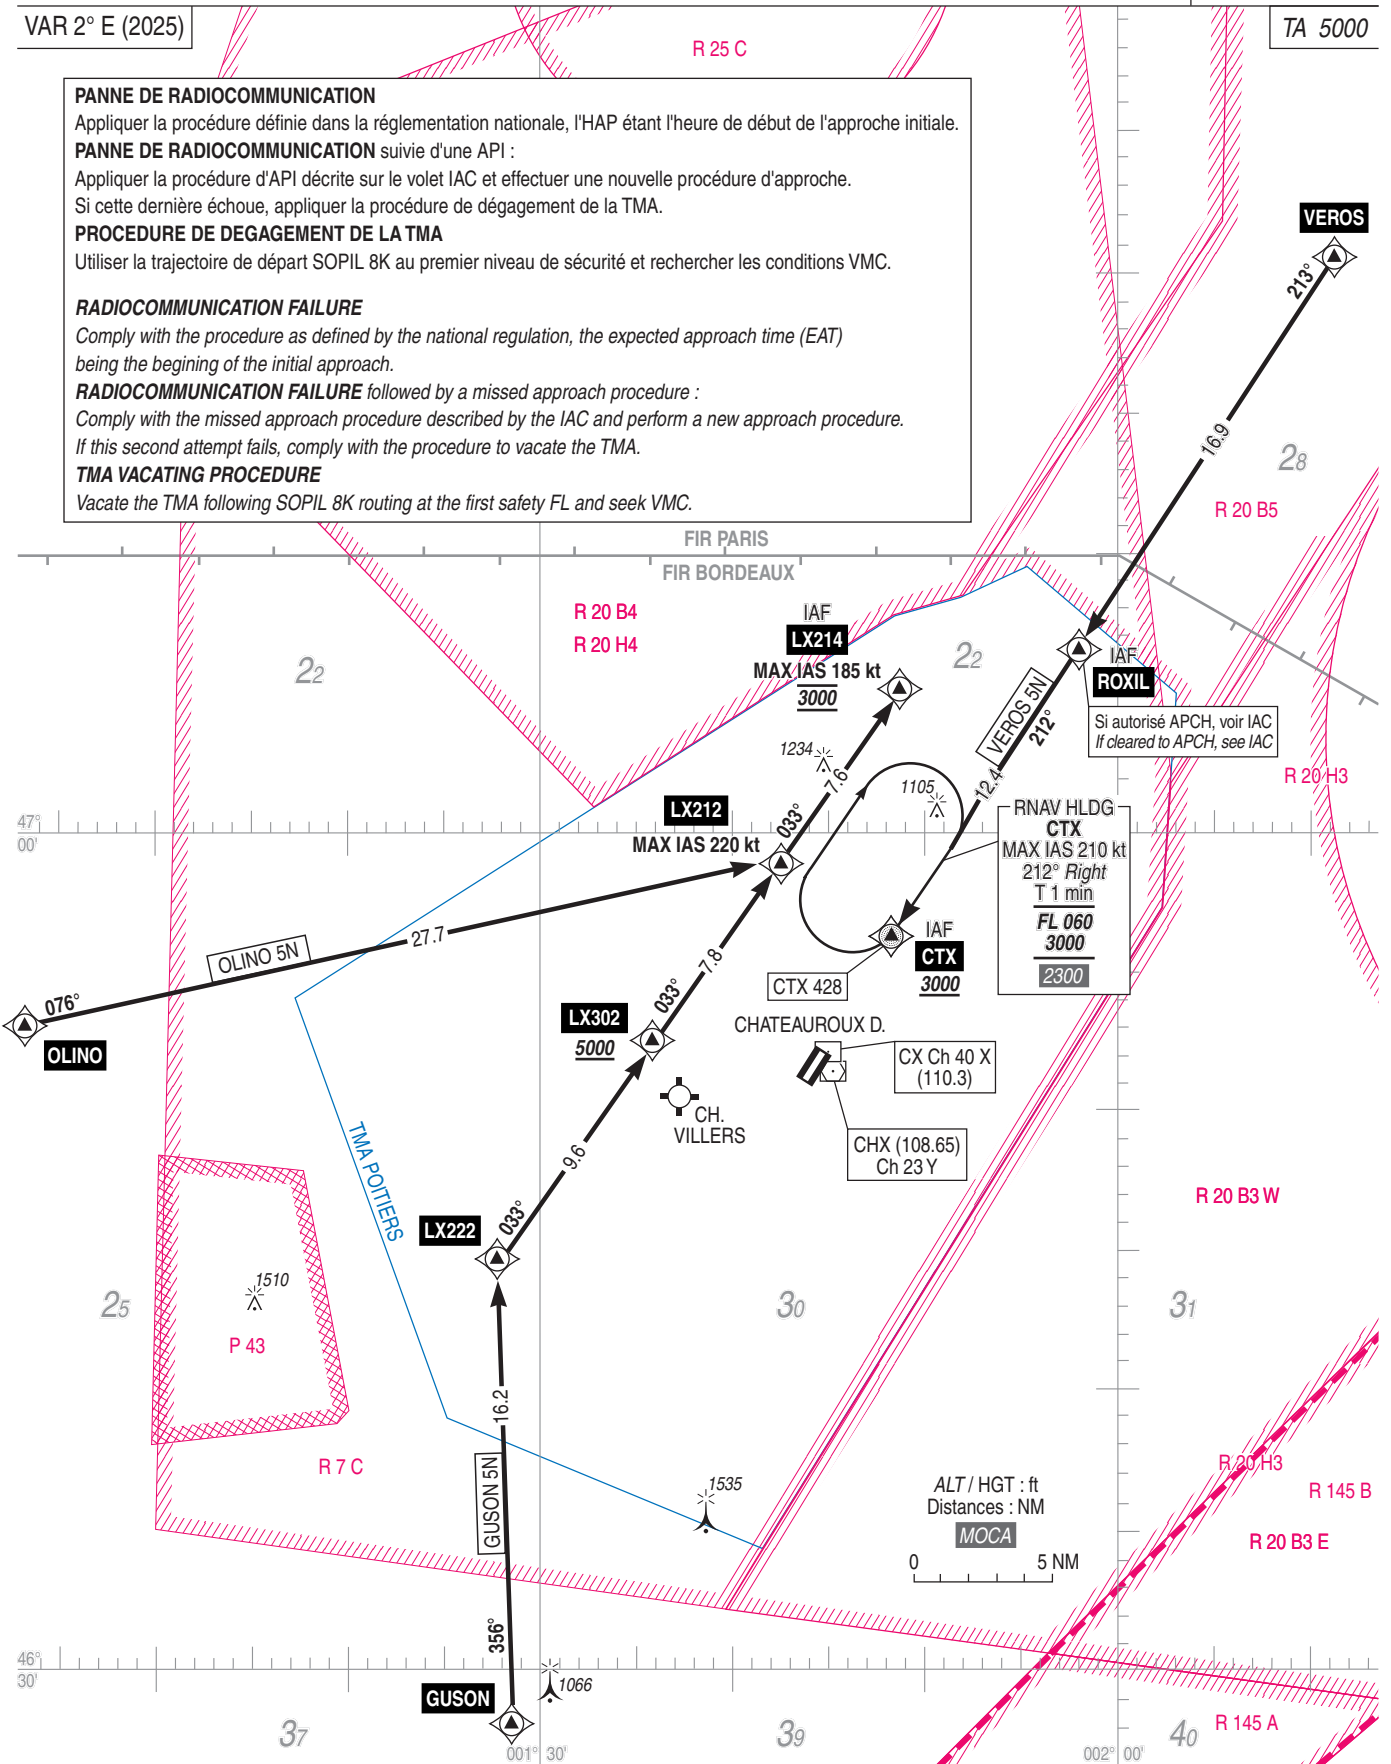 VAR 2° E (2025)
TA 5000
R 25 C
PANNE DE RADIOCOMMUNICATION
Appliquer la procédure définie dans la réglementation nationale, l'HAP étant l'heure de début de l'approche initiale.
PANNE DE RADIOCOMMUNICATION suivie d'une API :
Appliquer la procédure d'API décrite sur le volet IAC et effectuer une nouvelle procédure d'approche.
Si cette dernière échoue, appliquer la procédure de dégagement de la TMA.
PROCEDURE DE DEGAGEMENT DE LA TMA
Utiliser la trajectoire de départ SOPIL 8K au premier niveau de sécurité et rechercher les conditions VMC.
RADIOCOMMUNICATION FAILURE
Comply with the procedure as defined by the national regulation, the expected approach time (EAT)
being the begining of the initial approach.
RADIOCOMMUNICATION FAILURE followed by a missed approach procedure :
Comply with the missed approach procedure described by the IAC and perform a new approach procedure.
If this second attempt fails, comply with the procedure to vacate the TMA.
TMA VACATING PROCEDURE
Vacate the TMA following SOPIL 8K routing at the first safety FL and seek VMC.
VEROS
213°
16.9
28
R 20 B5
FIR PARIS
FIR BORDEAUX
R 20 B4
R 20 H4
22
IAF
LX214
MAX IAS 185 kt
3000
22
IAF
ROXIL
VEROS 5N
212°
Si autorisé APCH, voir IAC
If cleared to APCH, see IAC
R 20 H3
1234
7.6
1105
12.4
LX212
MAX IAS 220 kt
033°
RNAV HLDG
CTX
MAX IAS 210 kt
212° Right
T 1 min
FL 060
3000
2300
47°
00'
OLINO 5N
27.7
7.8
IAF
CTX
3000
CTX 428
076°
OLINO
LX302
5000
033°
CHATEAUROUX D.
CX Ch 40 X
(110.3)
CH.
VILLERS
CHX (108.65)
Ch 23 Y
TMA POITIERS
9.6
R 20 B3 W
LX222
033°
25
1510
P 43
30
31
16.2
R 7 C
GUSON 5N
1535
ALT / HGT : ft
Distances : NM
MOCA
0
5 NM
R 20 H3
R 145 B
R 20 B3 E
356°
46°
30'
GUSON
1066
37
001° 30'
39
002° 00'
40
R 145 A